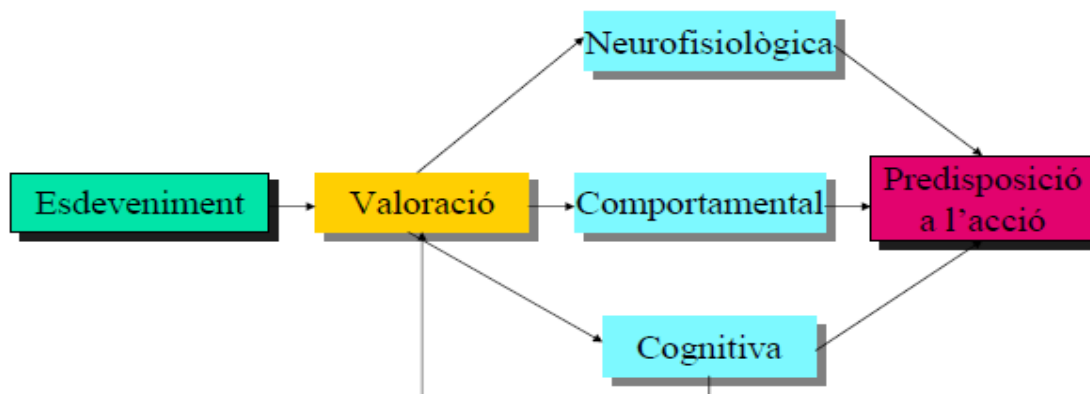 Neurofisiològica
Esdeveniment
Valoració
Comportamental
Predisposició
a l’acció
Cognitiva